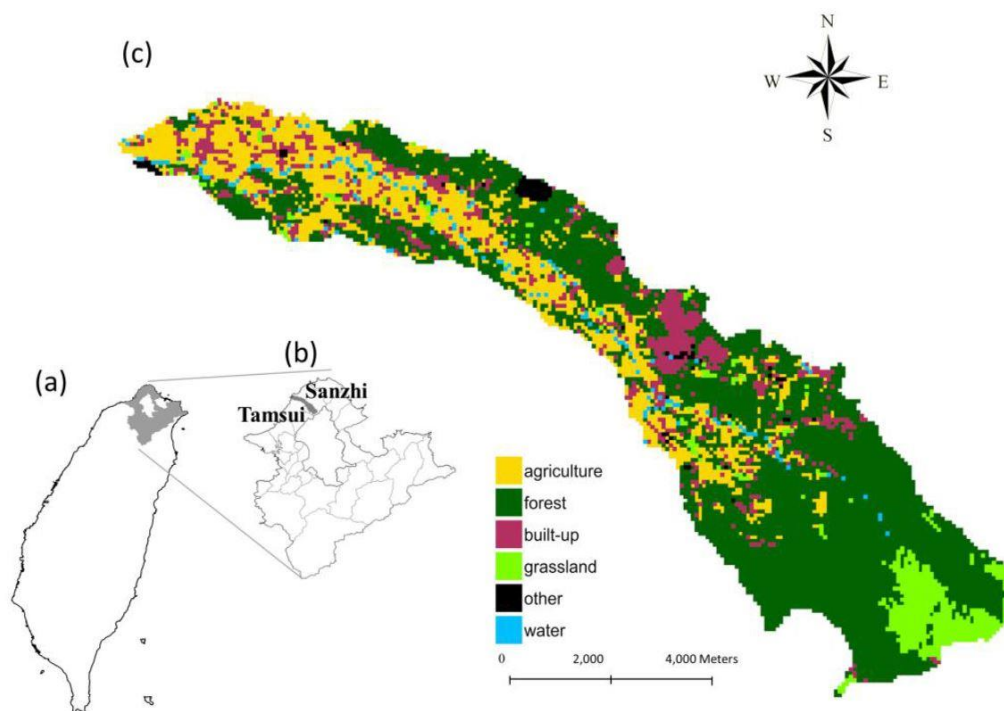 (c)
N
W
E
S
(b)
(a)
Sanzhi
Tamsui
agriculture
forest
built-up
grassland
other
water
0
2,000
4,000 Meters